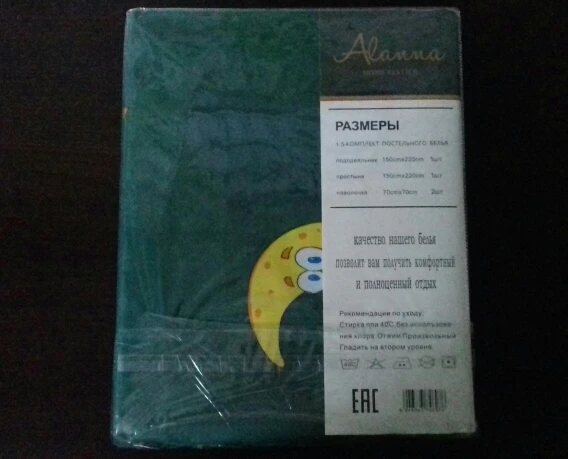 Alanna
HOME TEXTILE
РАЗМЕРЫ
1.5 КОМПЛЕКТ ПОСТЕЛЬНОГО БЕЛЬЯ
пододеяльник 150cmx220cm 1шт
простыня 150cmx220cm 1шт
наволочка 70cmx70cm 2шт
качество нашего белья
позволит вам получить комфортный
и полноценный отдых
Рекомендации по уходу:
Стирка при 40С, без использова-
ния хлора. Отжим Произвольный
Гладить на втором уровне.
ЕАС